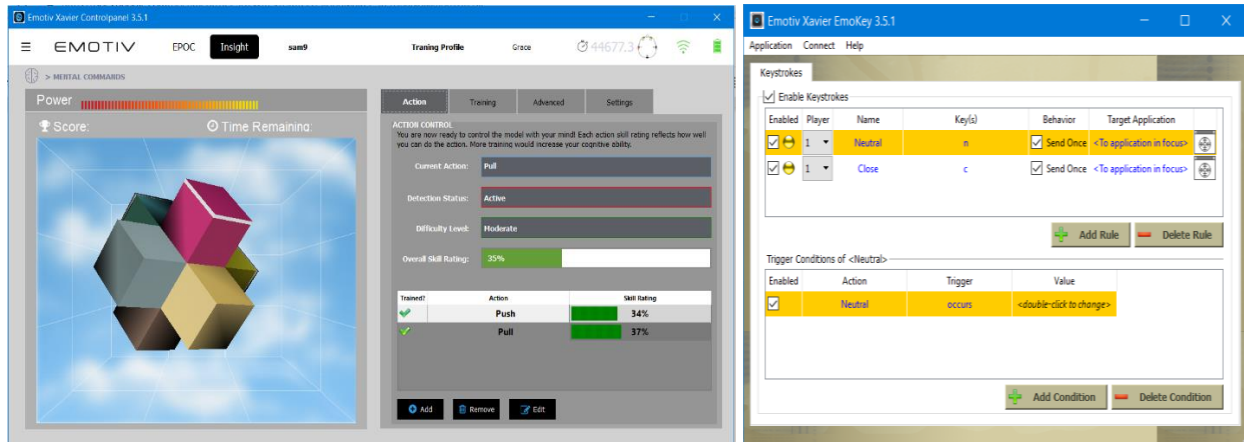 Emotiv Xavier Controlpanel 3.5.1
EMOTIV EPOC Insight sam9 Traning Profile Grace 44677.3
> MENTAL COMMANDS
Power
Score: Time Remaining:
Action Training Advanced Settings
ACTION CONTROL
You are now ready to control the model with your mind! Each action skill rating reflects how well
you can do the action. More training would increase your cognitive ability.
Current Action: Pull
Detection Status: Active
Difficulty Level: Moderate
Overall Skill Rating: 35%
Trained? Action Skill Rating
Push 34%
Pull 37%
Add Remove Edit
Emotiv Xavier EmoKey 3.5.1
Application Connect Help
Keystrokes
Enable Keystrokes
Enabled Player Name Key(s) Behavior Target Application
1 Neutral n Send Once <To application in focus>
1 Close c Send Once <To application in focus>
Add Rule Delete Rule
Trigger Conditions of <Neutral>
Enabled Action Trigger Value
Neutral occurs <double-click to change>
Add Condition Delete Condition